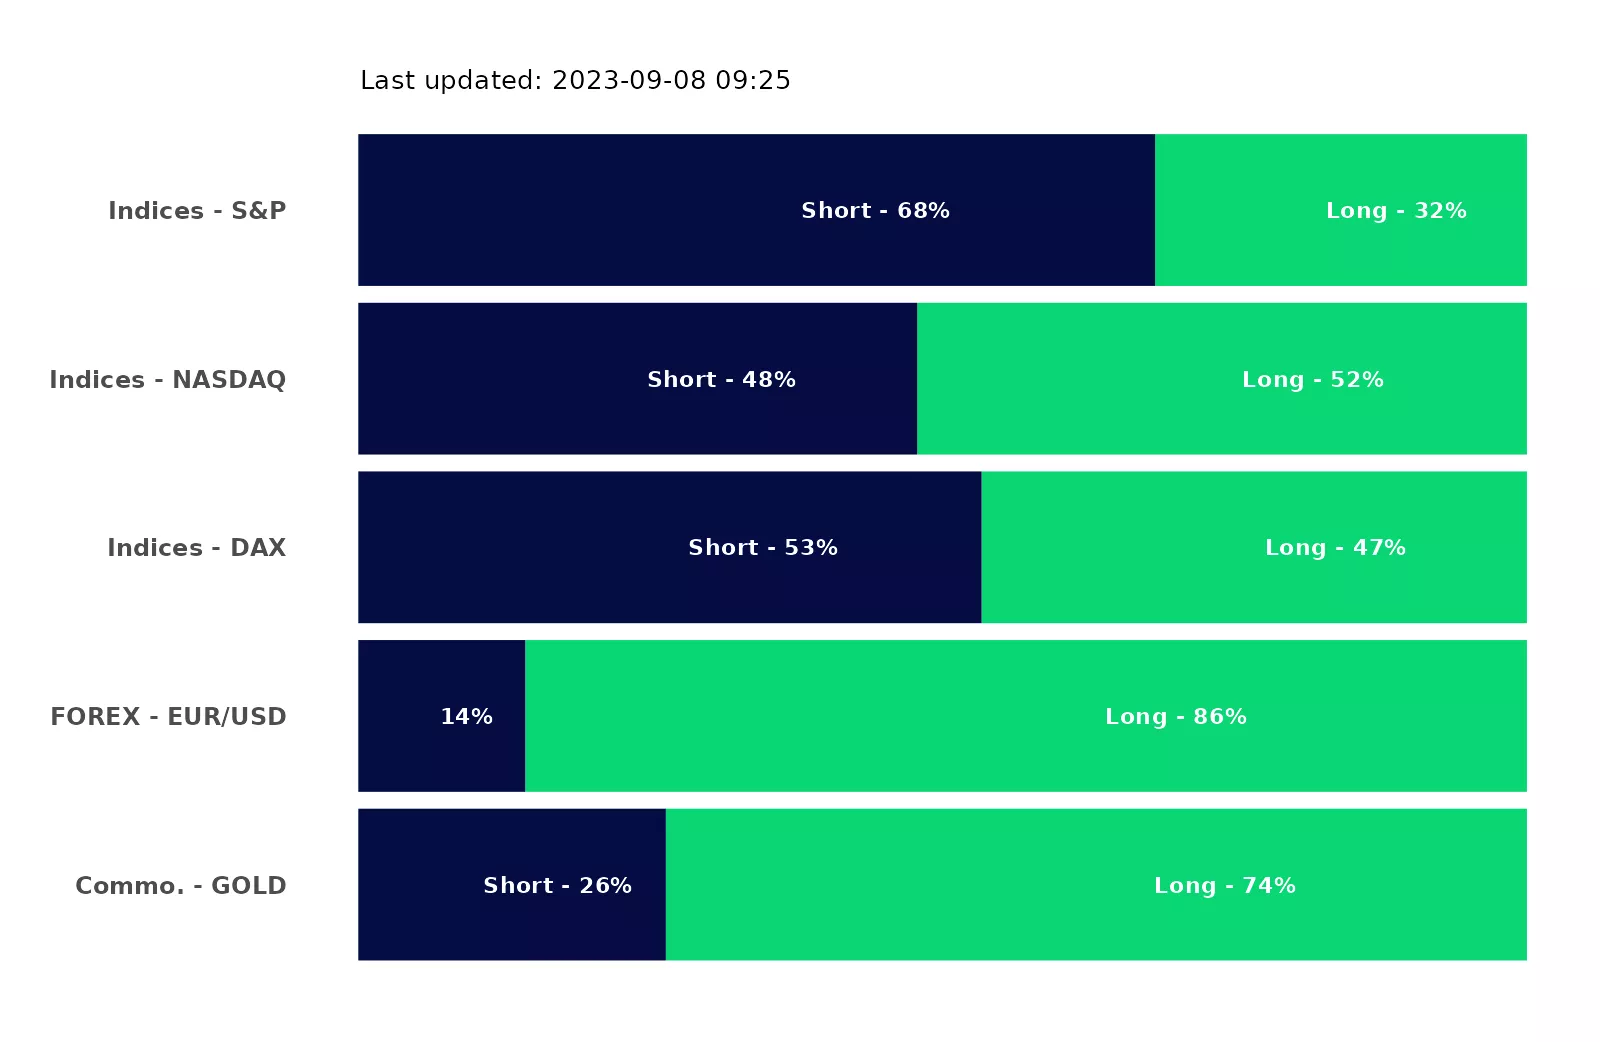 Last updated: 2023-09-08 09:25
Indices - S&P Short - 68% Long - 32%
Indices - NASDAQ Short - 48% Long - 52%
Indices - DAX Short - 53% Long - 47%
FOREX - EUR/USD 14% Long - 86%
Commo. - GOLD Short - 26% Long - 74%